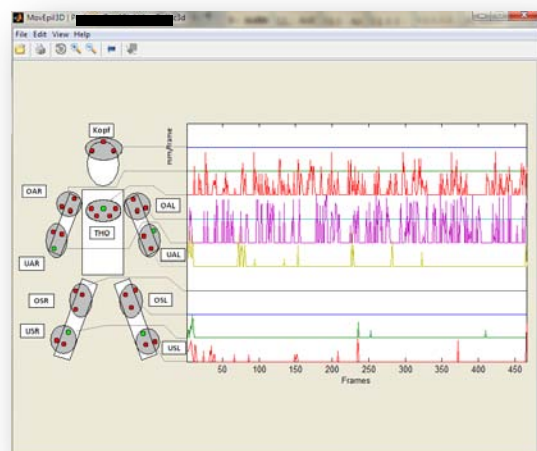 MovEpil3D | P
File Edit View Help
Kopf
mm/frame
OAR
OAL
THO
UAR
UAL
OSR
OSL
USR
USL
50 100 150 200 250 300 350 400 450
Frames